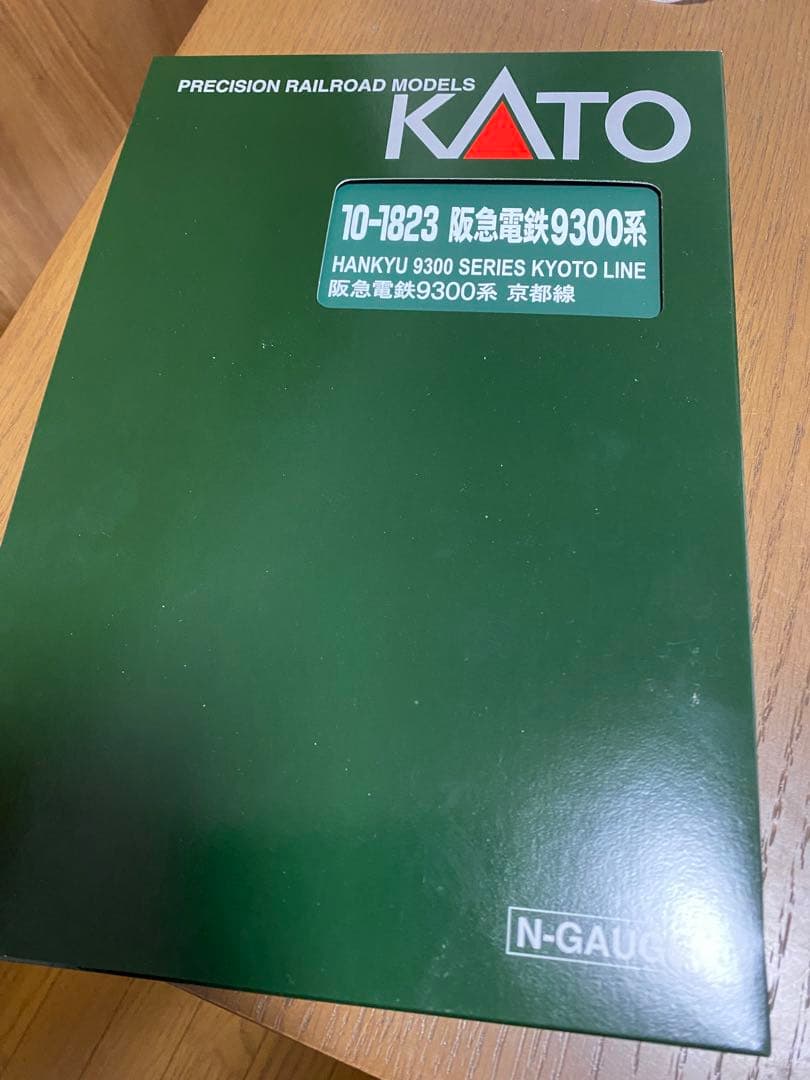 PRECISION RAILROAD MODELS
KATO
10-1823 阪急電鉄9300系
HANKYU 9300 SERIES KYOTO LINE
阪急電鉄9300系 京都線